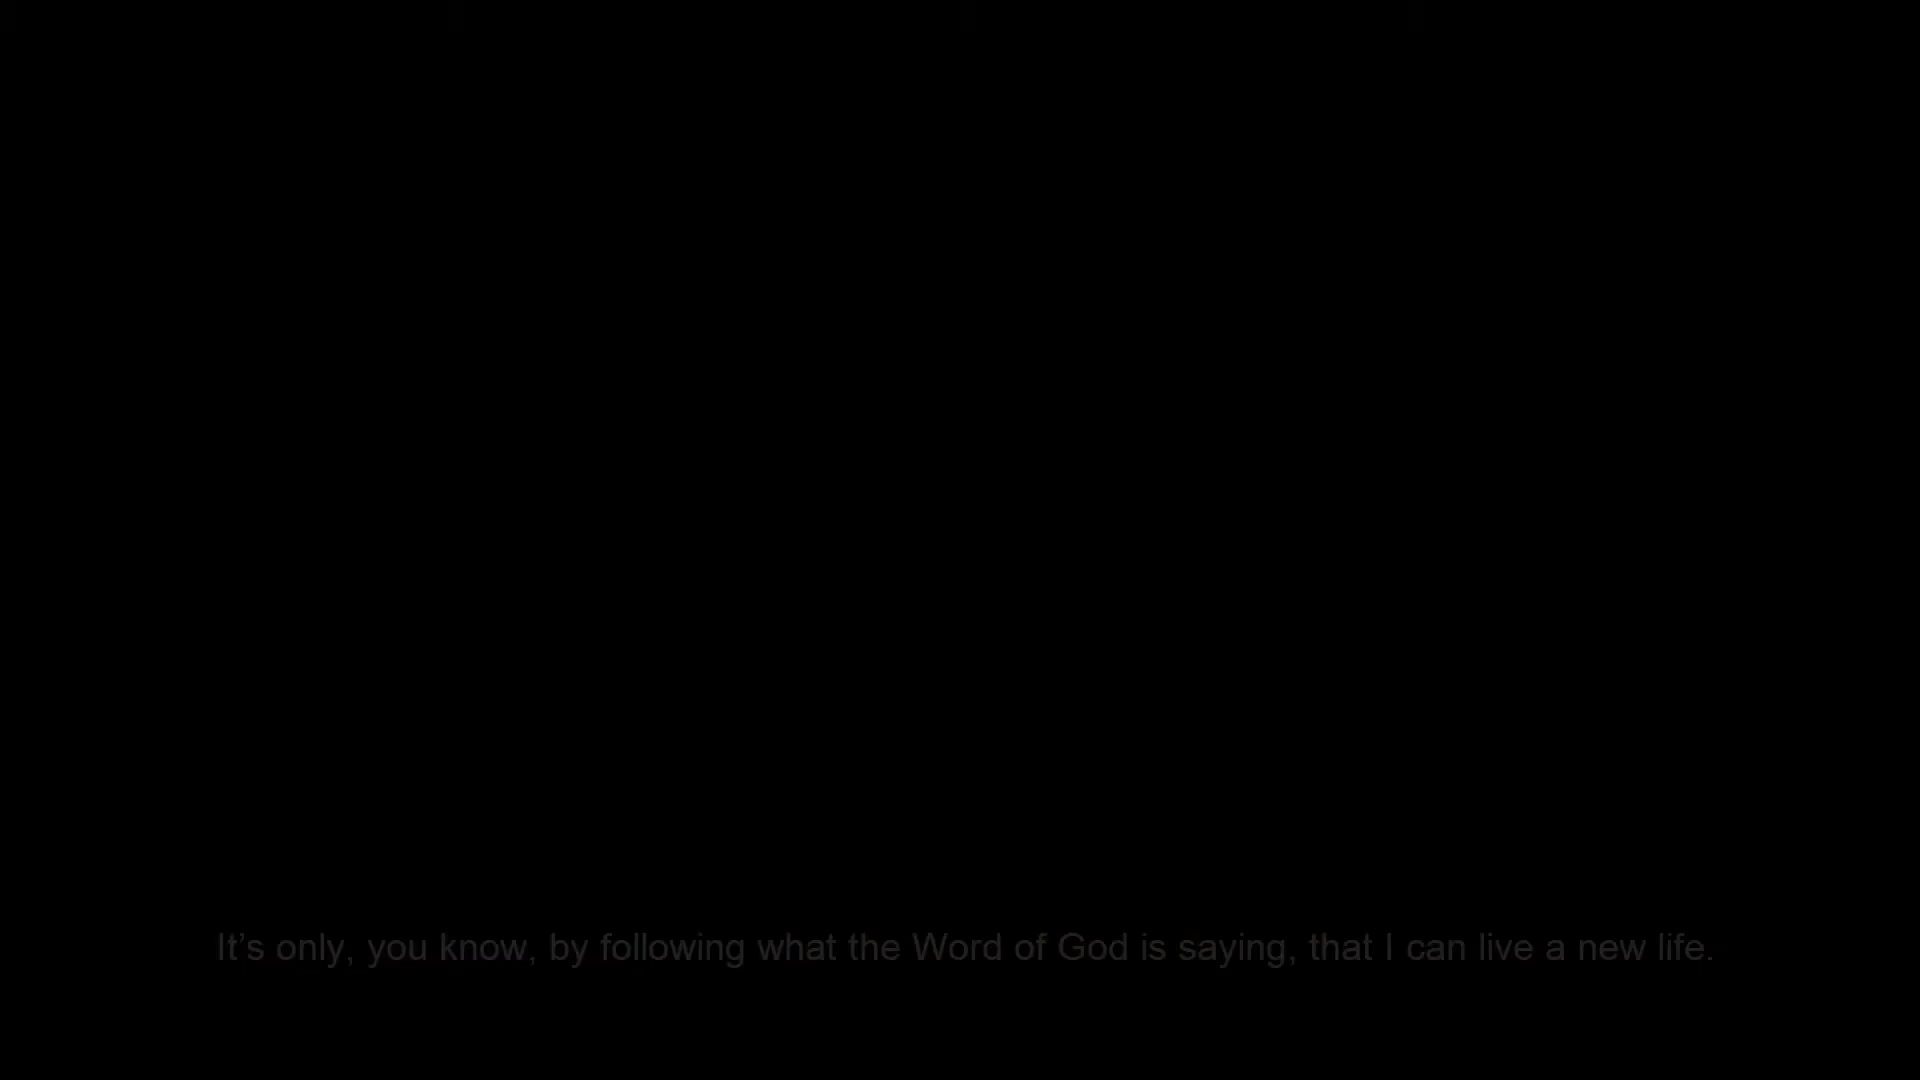 It’s only, you know, by following what the Word of God is saying, that I can live a new life.